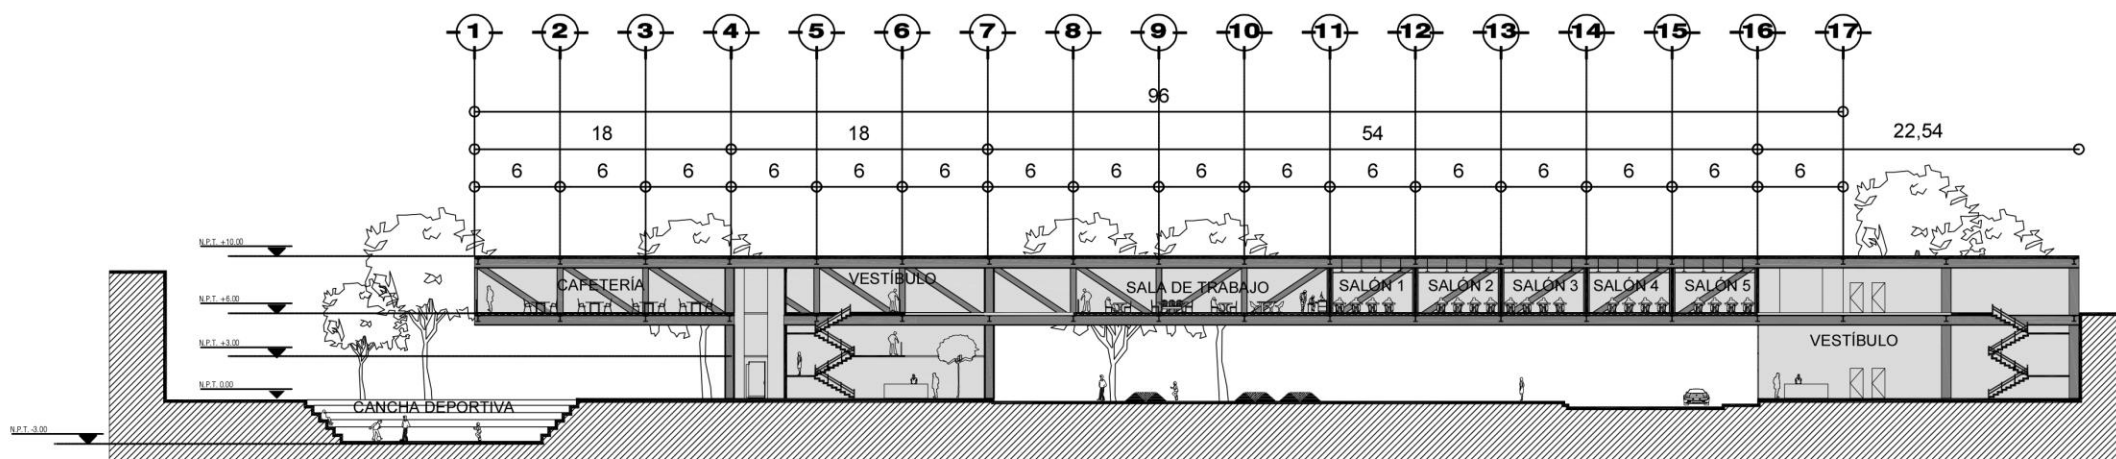 1 2 3 4 5 6 7 8 9 10 11 12 13 14 15 16 17
96
18 18 54 22,54
6 6 6 6 6 6 6 6 6 6 6 6 6 6 6 6
N.P.T. +10.00
CAFETERÍA VESTÍBULO SALA DE TRABAJO SALÓN 1 SALÓN 2 SALÓN 3 SALÓN 4 SALÓN 5
N.P.T. +6.00
N.P.T. +3.00
VESTÍBULO
N.P.T. 0.00
CANCHA DEPORTIVA
N.P.T. -3.00